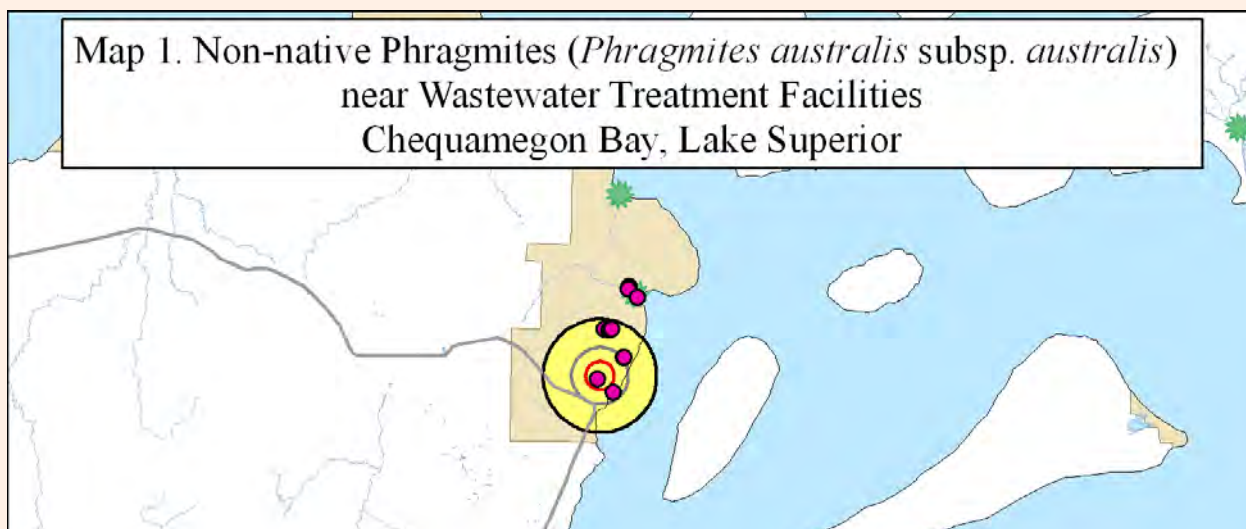 Map 1. Non-native Phragmites (Phragmites australis subsp. australis)
near Wastewater Treatment Facilities
Chequamegon Bay, Lake Superior